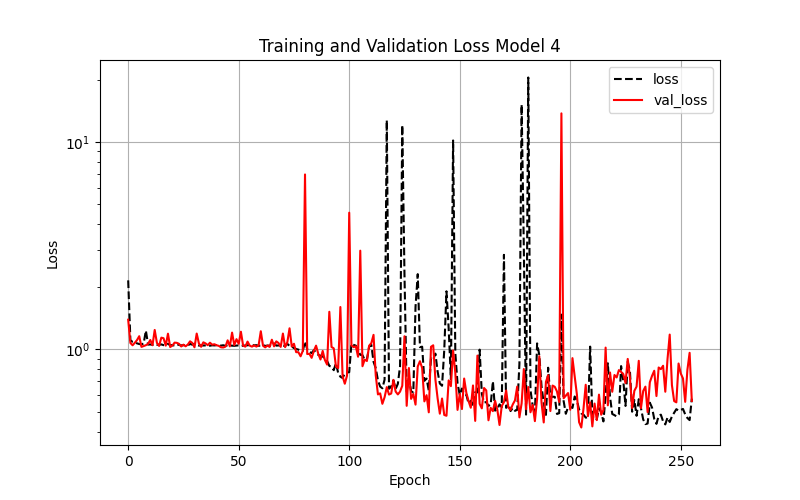 Training and Validation Loss Model 4
loss
val_loss
10¹
10⁰
Loss
0 50 100 150 200 250
Epoch